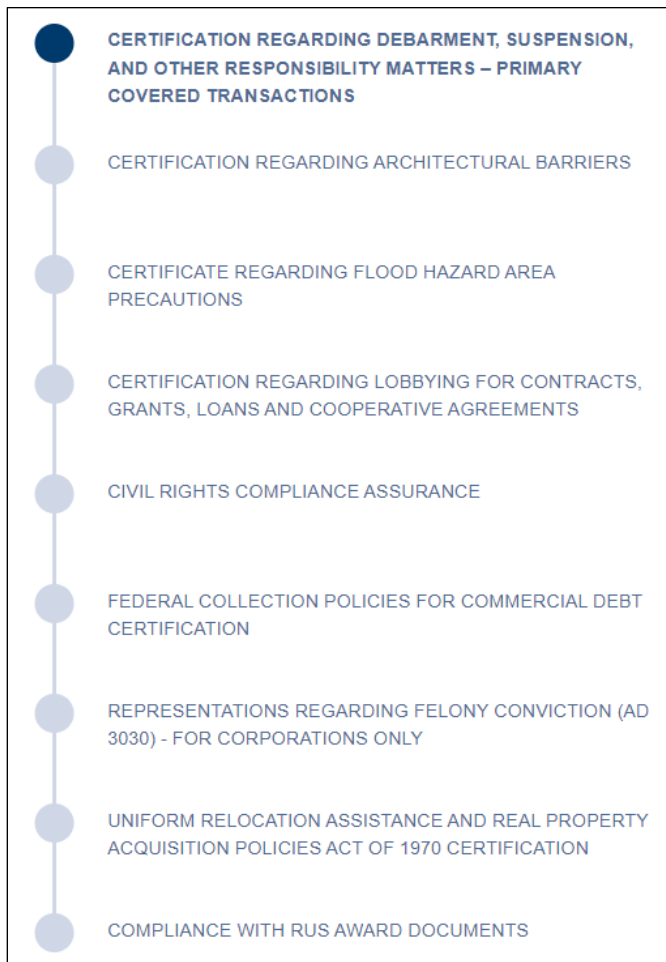 CERTIFICATION REGARDING DEBARMENT, SUSPENSION,
AND OTHER RESPONSIBILITY MATTERS – PRIMARY
COVERED TRANSACTIONS
CERTIFICATION REGARDING ARCHITECTURAL BARRIERS
CERTIFICATE REGARDING FLOOD HAZARD AREA
PRECAUTIONS
CERTIFICATION REGARDING LOBBYING FOR CONTRACTS,
GRANTS, LOANS AND COOPERATIVE AGREEMENTS
CIVIL RIGHTS COMPLIANCE ASSURANCE
FEDERAL COLLECTION POLICIES FOR COMMERCIAL DEBT
CERTIFICATION
REPRESENTATIONS REGARDING FELONY CONVICTION (AD
3030) - FOR CORPORATIONS ONLY
UNIFORM RELOCATION ASSISTANCE AND REAL PROPERTY
ACQUISITION POLICIES ACT OF 1970 CERTIFICATION
COMPLIANCE WITH RUS AWARD DOCUMENTS